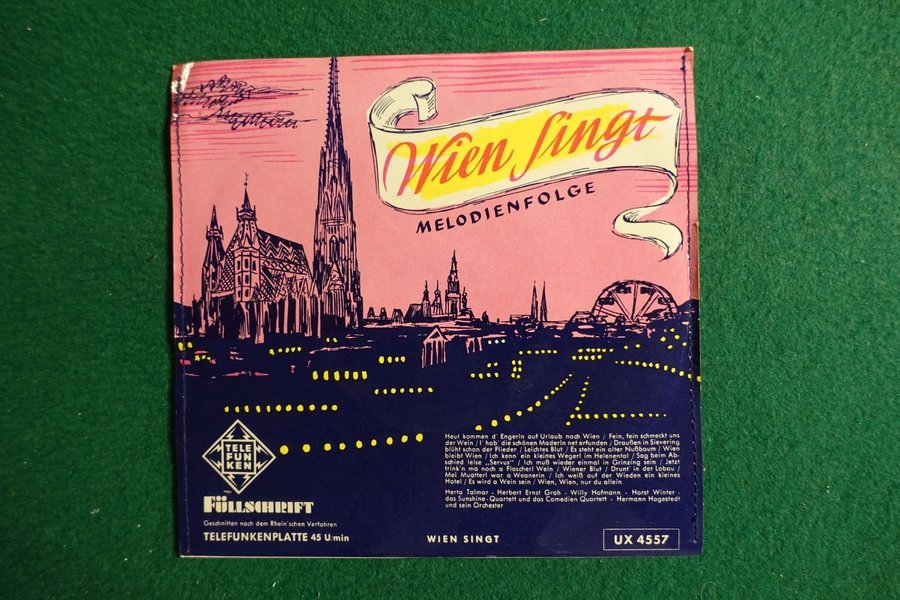 Wien singt
MELODIENFOLGE
TELE
FUN
KEN
FÜLLSCHRIFT
Geschnitten nach dem Rhein'schen Verfahren
TELEFUNKENPLATTE 45 U/min
WIEN SINGT
Heut kommen d' Engerln auf Urlaub nach Wien / Fein, fein schmeckt uns
der Wein / I' hab' die schönen Maderln net erfunden / Draußen in Sievering
blüht schon der Flieder / Leichtes Blut / Es steht ein alter Nußbaum / Wien
bleibt Wien / Ich kenn' ein kleines Wegerl im Helenental / Sag beim Ab-
schied leise „Servus" / Ich muß wieder einmal in Grinzing sein / Jetzt
trink'n ma noch a Flascherl Wein / Wiener Blut / Drunt' in der Lobau /
Mei Muatterl war a Weanerin / Ich weiß auf der Wieden ein kleines
Hotel / Es wird a Wein sein / Wien, Wien, nur du allein
Herta Talmar · Herbert Ernst Groh · Willy Hofmann · Horst Winter ·
das Sunshine-Quartett und das Comedien Quartett · Hermann Hagestedt
und sein Orchester
UX 4557